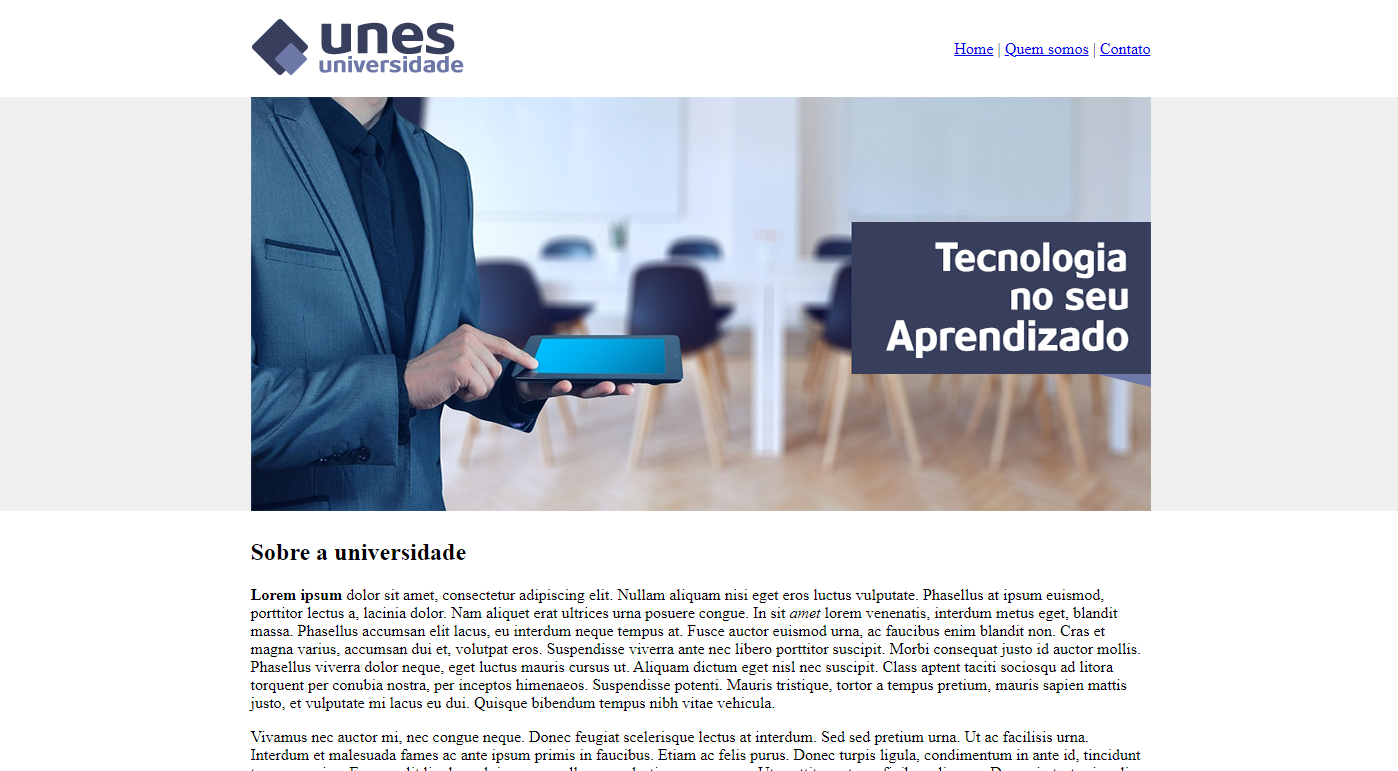 unes
universidade
Home | Quem somos | Contato
Tecnologia
no seu
Aprendizado
Sobre a universidade
Lorem ipsum dolor sit amet, consectetur adipiscing elit. Nullam aliquam nisi eget eros luctus vulputate. Phasellus at ipsum euismod,
porttitor lectus a, lacinia dolor. Nam aliquet erat ultrices urna posuere congue. In sit amet lorem venenatis, interdum metus eget, blandit
massa. Phasellus accumsan elit lacus, eu interdum neque tempus at. Fusce auctor euismod urna, ac faucibus enim blandit non. Cras et
magna varius, accumsan dui et, volutpat eros. Suspendisse viverra ante nec libero porttitor suscipit. Morbi consequat justo id auctor mollis.
Phasellus viverra dolor neque, eget luctus mauris cursus ut. Aliquam dictum eget nisl nec suscipit. Class aptent taciti sociosqu ad litora
torquent per conubia nostra, per inceptos himenaeos. Suspendisse potenti. Mauris tristique, tortor a tempus pretium, mauris sapien mattis
justo, et vulputate mi lacus eu dui. Quisque bibendum tempus nibh vitae vehicula.
Vivamus nec auctor mi, nec congue neque. Donec feugiat scelerisque lectus at interdum. Sed sed pretium urna. Ut ac facilisis urna.
Interdum et malesuada fames ac ante ipsum primis in faucibus. Etiam ac felis purus. Donec turpis ligula, condimentum in ante id, tincidunt